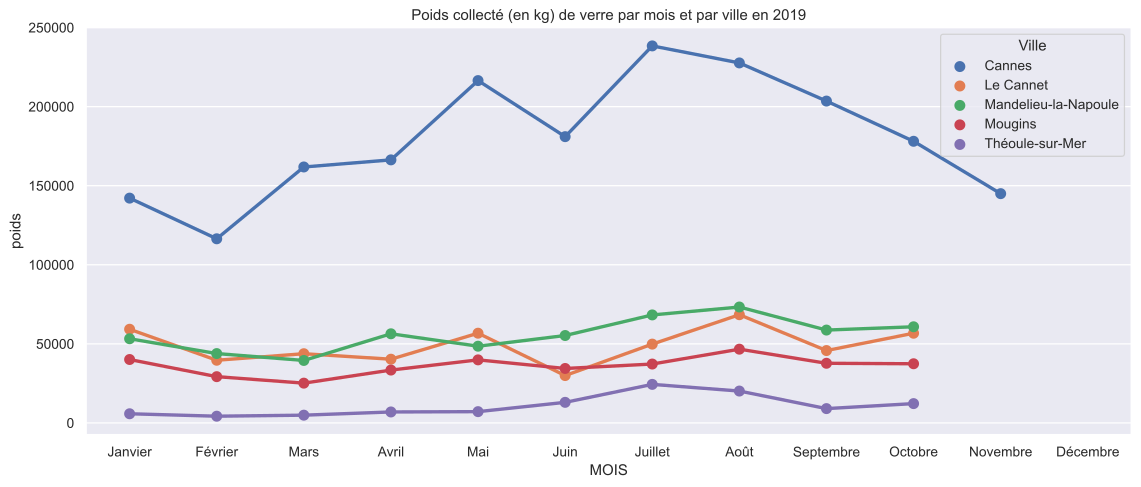 Poids collecté (en kg) de verre par mois et par ville en 2019
250000
200000
150000
100000
50000
0
poids
Ville
Cannes
Le Cannet
Mandelieu-la-Napoule
Mougins
Théoule-sur-Mer
Janvier Février Mars Avril Mai Juin Juillet Août Septembre Octobre Novembre Décembre
MOIS